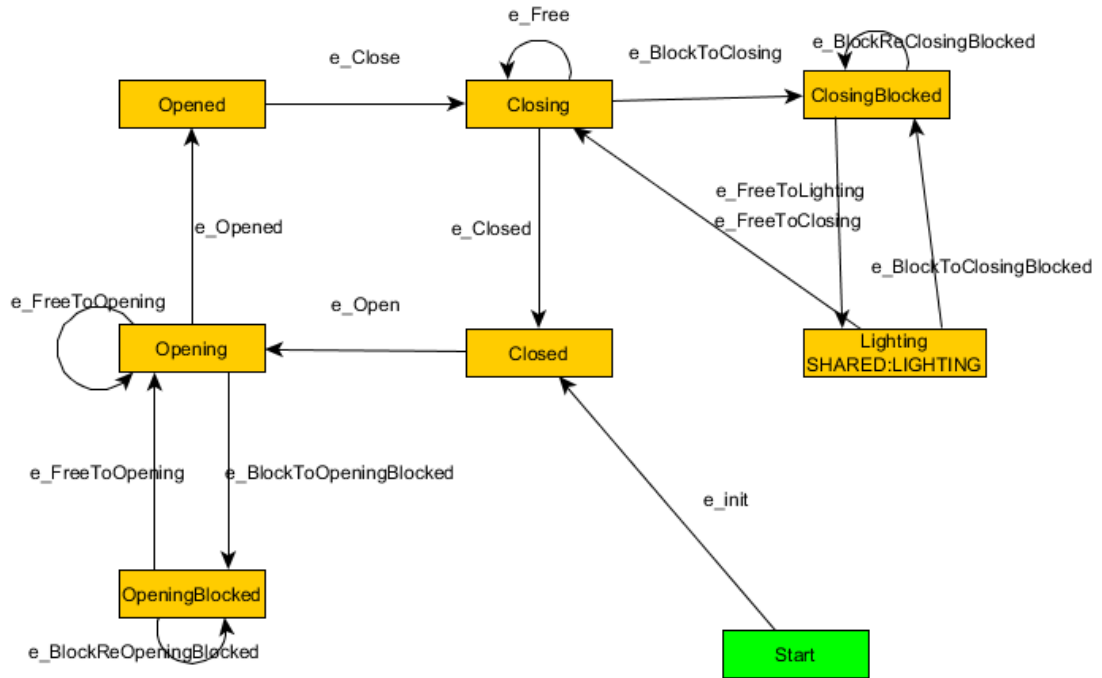 e_Free
e_Close
e_BlockToClosing
e_BlockReClosingBlocked
Opened
Closing
ClosingBlocked
e_FreeToLighting
e_FreeToClosing
e_Opened
e_Closed
e_BlockToClosingBlocked
e_FreeToOpening
e_Open
Opening
Closed
Lighting
SHARED:LIGHTING
e_FreeToOpening
e_BlockToOpeningBlocked
e_init
OpeningBlocked
e_BlockReOpeningBlocked
Start